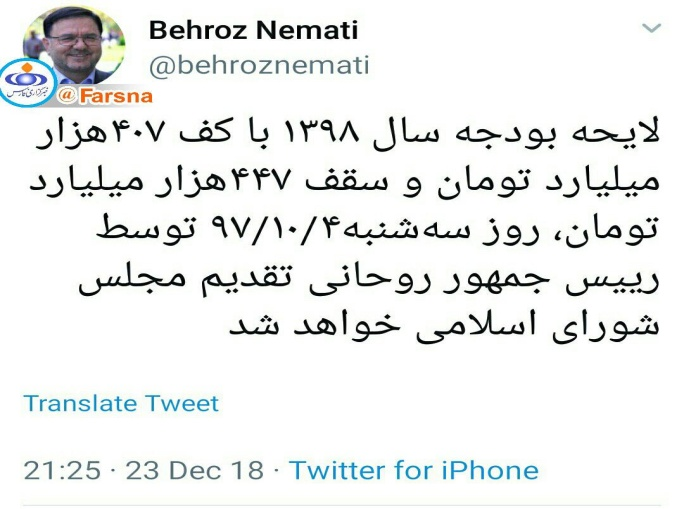 Behroz Nemati
@behroznemati
خبرگزاری فارس
@Farsna
لایحه بودجه سال ۱۳۹۸ با کف ۴۰۷هزار
میلیارد تومان و سقف ۴۴۷هزار میلیارد
تومان، روز سه‌شنبه۹۷/۱۰/۴ توسط
رییس جمهور روحانی تقدیم مجلس
شورای اسلامی خواهد شد
Translate Tweet
21:25 · 23 Dec 18 · Twitter for iPhone